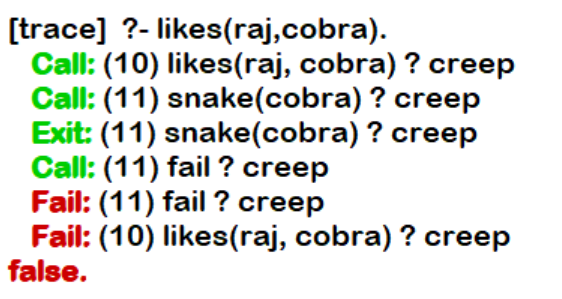 [trace]  ?- likes(raj,cobra).
Call: (10) likes(raj, cobra) ? creep
Call: (11) snake(cobra) ? creep
Exit: (11) snake(cobra) ? creep
Call: (11) fail ? creep
Fail: (11) fail ? creep
Fail: (10) likes(raj, cobra) ? creep
false.